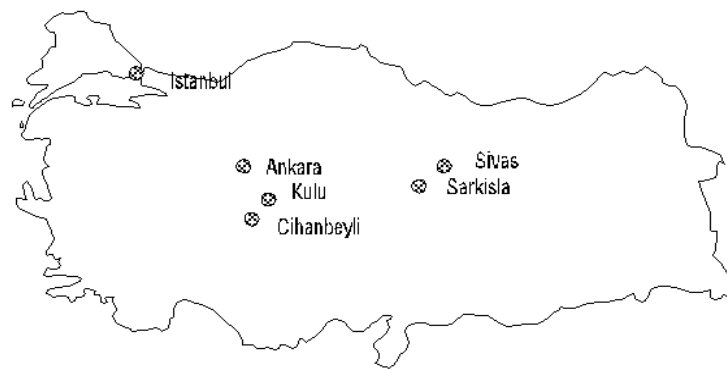 Istanbul
Ankara
Sivas
Kulu
Sarkisla
Cihanbeyli